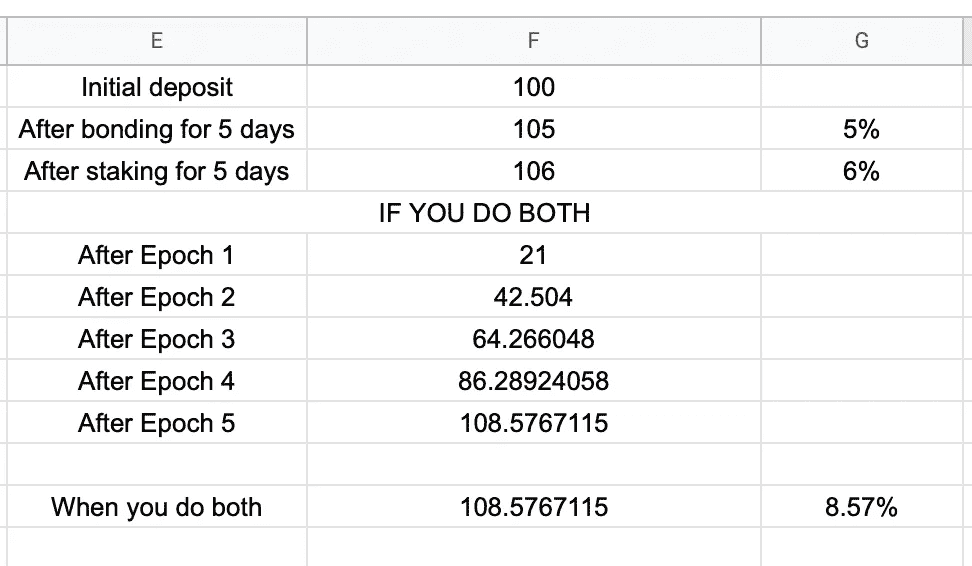 E F G
Initial deposit 100
After bonding for 5 days 105 5%
After staking for 5 days 106 6%
IF YOU DO BOTH
After Epoch 1 21
After Epoch 2 42.504
After Epoch 3 64.266048
After Epoch 4 86.28924058
After Epoch 5 108.5767115
When you do both 108.5767115 8.57%